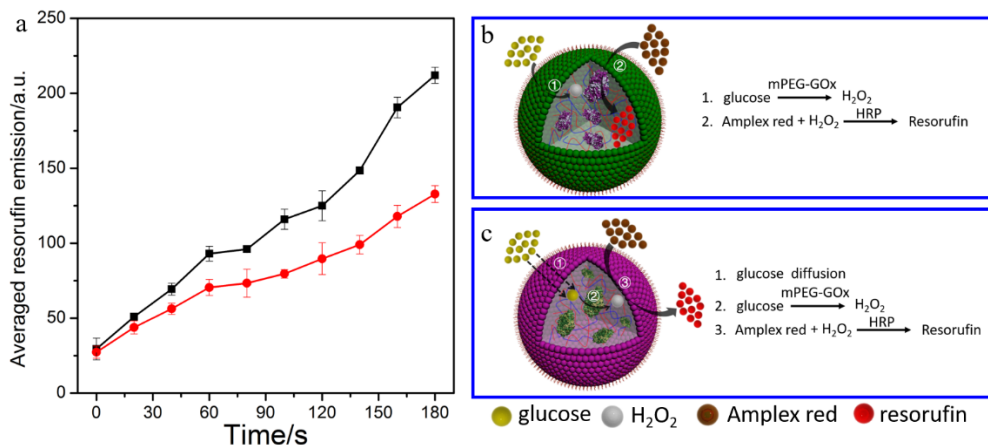 a
Averaged resorufin emission/a.u.
250
200
150
100
50
0
0 30 60 90 120 150 180
Time/s
b
①
②
mPEG-GOx
1. glucose → H₂O₂
HRP
2. Amplex red + H₂O₂ → Resorufin
c
①
②
③
1. glucose diffusion
mPEG-GOx
2. glucose → H₂O₂
HRP
3. Amplex red + H₂O₂ → Resorufin
glucose H₂O₂ Amplex red resorufin